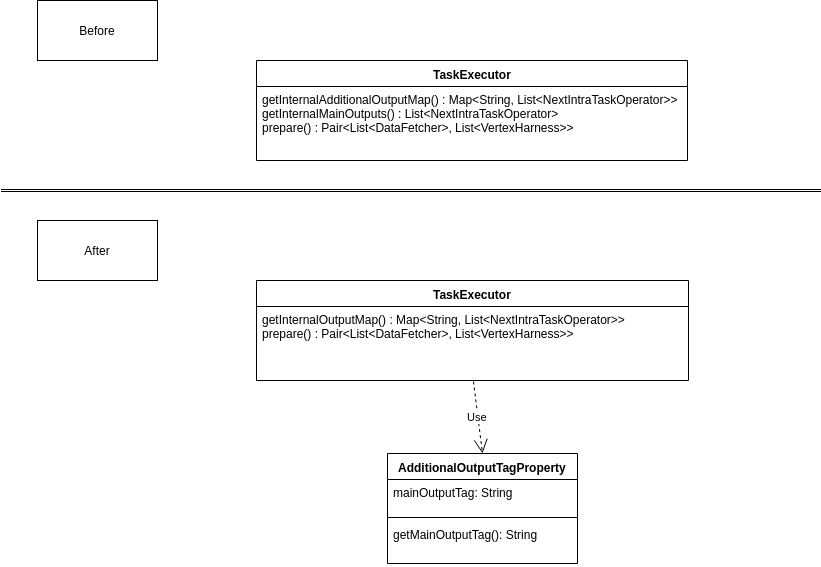 Before
TaskExecutor
getInternalAdditionalOutputMap() : Map<String, List<NextIntraTaskOperator>>
getInternalMainOutputs() : List<NextIntraTaskOperator>
prepare() : Pair<List<DataFetcher>, List<VertexHarness>>
After
TaskExecutor
getInternalOutputMap() : Map<String, List<NextIntraTaskOperator>>
prepare() : Pair<List<DataFetcher>, List<VertexHarness>>
Use
AdditionalOutputTagProperty
mainOutputTag: String
getMainOutputTag(): String